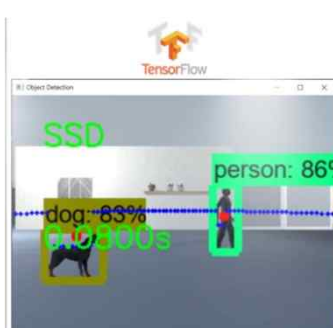 TensorFlow
Object Detection
SSD
person: 86%
dog: 83%
0.0800s